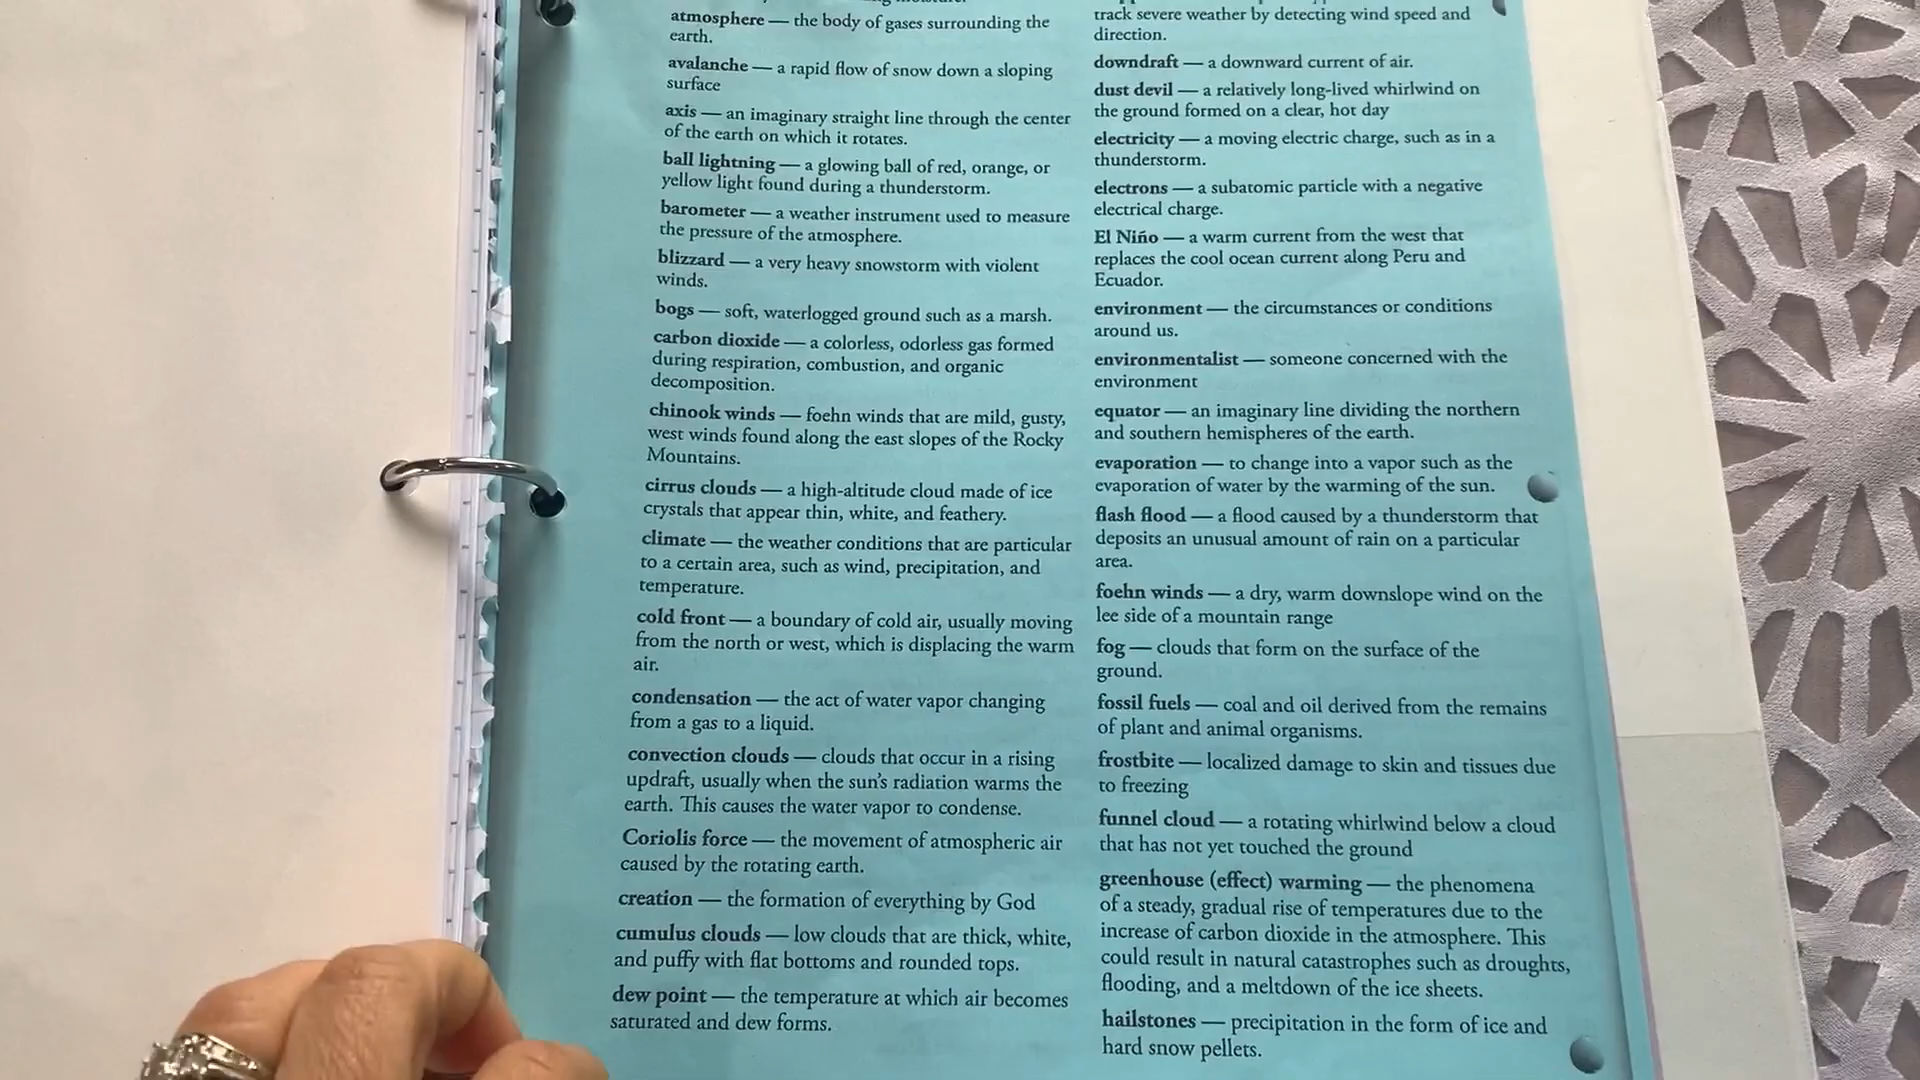 atmosphere — the body of gases surrounding the
earth.
avalanche — a rapid flow of snow down a sloping
surface
axis — an imaginary straight line through the center
of the earth on which it rotates.
ball lightning — a glowing ball of red, orange, or
yellow light found during a thunderstorm.
barometer — a weather instrument used to measure
the pressure of the atmosphere.
blizzard — a very heavy snowstorm with violent
winds.
bogs — soft, waterlogged ground such as a marsh.
carbon dioxide — a colorless, odorless gas formed
during respiration, combustion, and organic
decomposition.
chinook winds — foehn winds that are mild, gusty,
west winds found along the east slopes of the Rocky
Mountains.
cirrus clouds — a high-altitude cloud made of ice
crystals that appear thin, white, and feathery.
climate — the weather conditions that are particular
to a certain area, such as wind, precipitation, and
temperature.
cold front — a boundary of cold air, usually moving
from the north or west, which is displacing the warm
air.
condensation — the act of water vapor changing
from a gas to a liquid.
convection clouds — clouds that occur in a rising
updraft, usually when the sun's radiation warms the
earth. This causes the water vapor to condense.
Coriolis force — the movement of atmospheric air
caused by the rotating earth.
creation — the formation of everything by God
cumulus clouds — low clouds that are thick, white,
and puffy with flat bottoms and rounded tops.
dew point — the temperature at which air becomes
saturated and dew forms.
track severe weather by detecting wind speed and
direction.
downdraft — a downward current of air.
dust devil — a relatively long-lived whirlwind on
the ground formed on a clear, hot day
electricity — a moving electric charge, such as in a
thunderstorm.
electrons — a subatomic particle with a negative
electrical charge.
El Niño — a warm current from the west that
replaces the cool ocean current along Peru and
Ecuador.
environment — the circumstances or conditions
around us.
environmentalist — someone concerned with the
environment
equator — an imaginary line dividing the northern
and southern hemispheres of the earth.
evaporation — to change into a vapor such as the
evaporation of water by the warming of the sun.
flash flood — a flood caused by a thunderstorm that
deposits an unusual amount of rain on a particular
area.
foehn winds — a dry, warm downslope wind on the
lee side of a mountain range
fog — clouds that form on the surface of the
ground.
fossil fuels — coal and oil derived from the remains
of plant and animal organisms.
frostbite — localized damage to skin and tissues due
to freezing
funnel cloud — a rotating whirlwind below a cloud
that has not yet touched the ground
greenhouse (effect) warming — the phenomena
of a steady, gradual rise of temperatures due to the
increase of carbon dioxide in the atmosphere. This
could result in natural catastrophes such as droughts,
flooding, and a meltdown of the ice sheets.
hailstones — precipitation in the form of ice and
hard snow pellets.